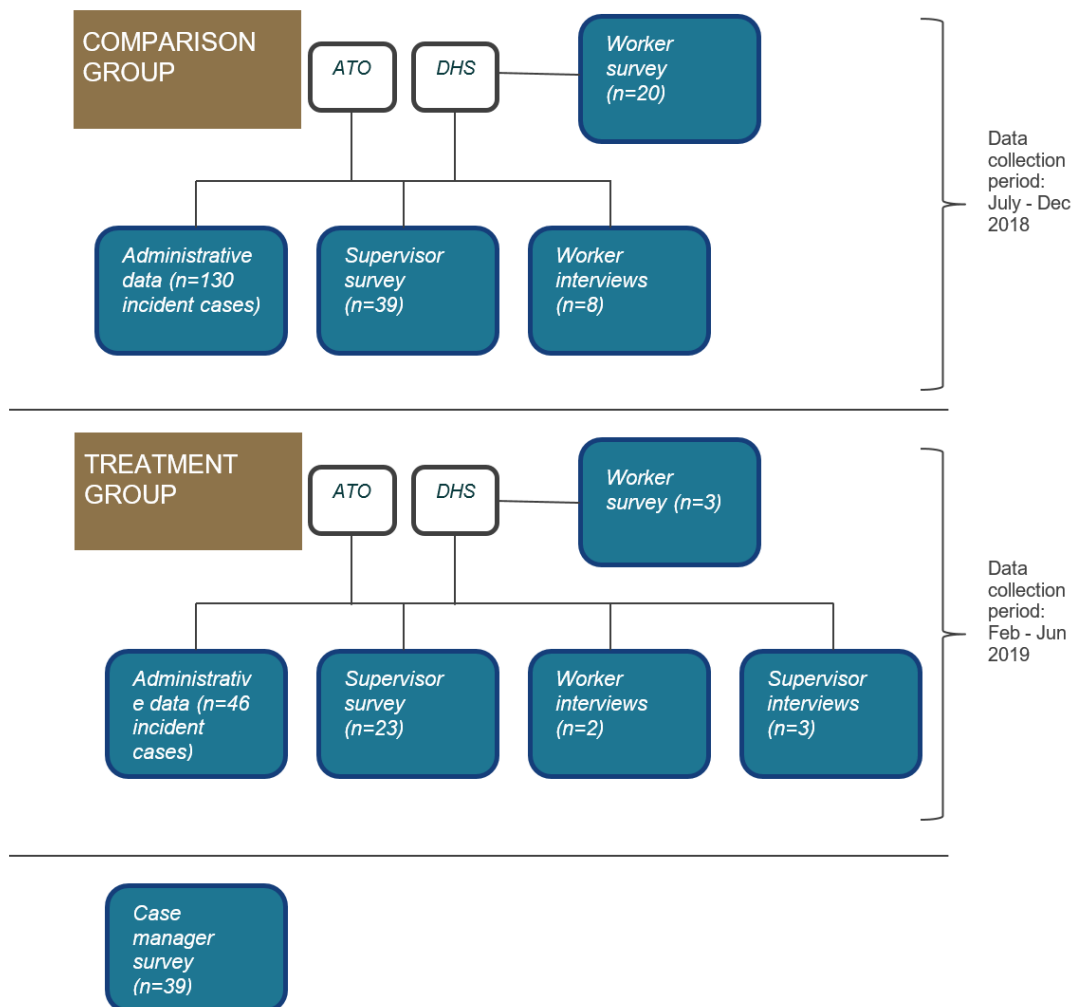 COMPARISON
GROUP
ATO
DHS
Worker
survey
(n=20)
Data
collection
period:
July - Dec
2018
Administrative
data (n=130
incident cases)
Supervisor
survey
(n=39)
Worker
interviews
(n=8)
TREATMENT
GROUP
ATO
DHS
Worker
survey (n=3)
Data
collection
period:
Feb - Jun
2019
Administrativ
e data (n=46
incident
cases)
Supervisor
survey
(n=23)
Worker
interviews
(n=2)
Supervisor
interviews
(n=3)
Case
manager
survey
(n=39)